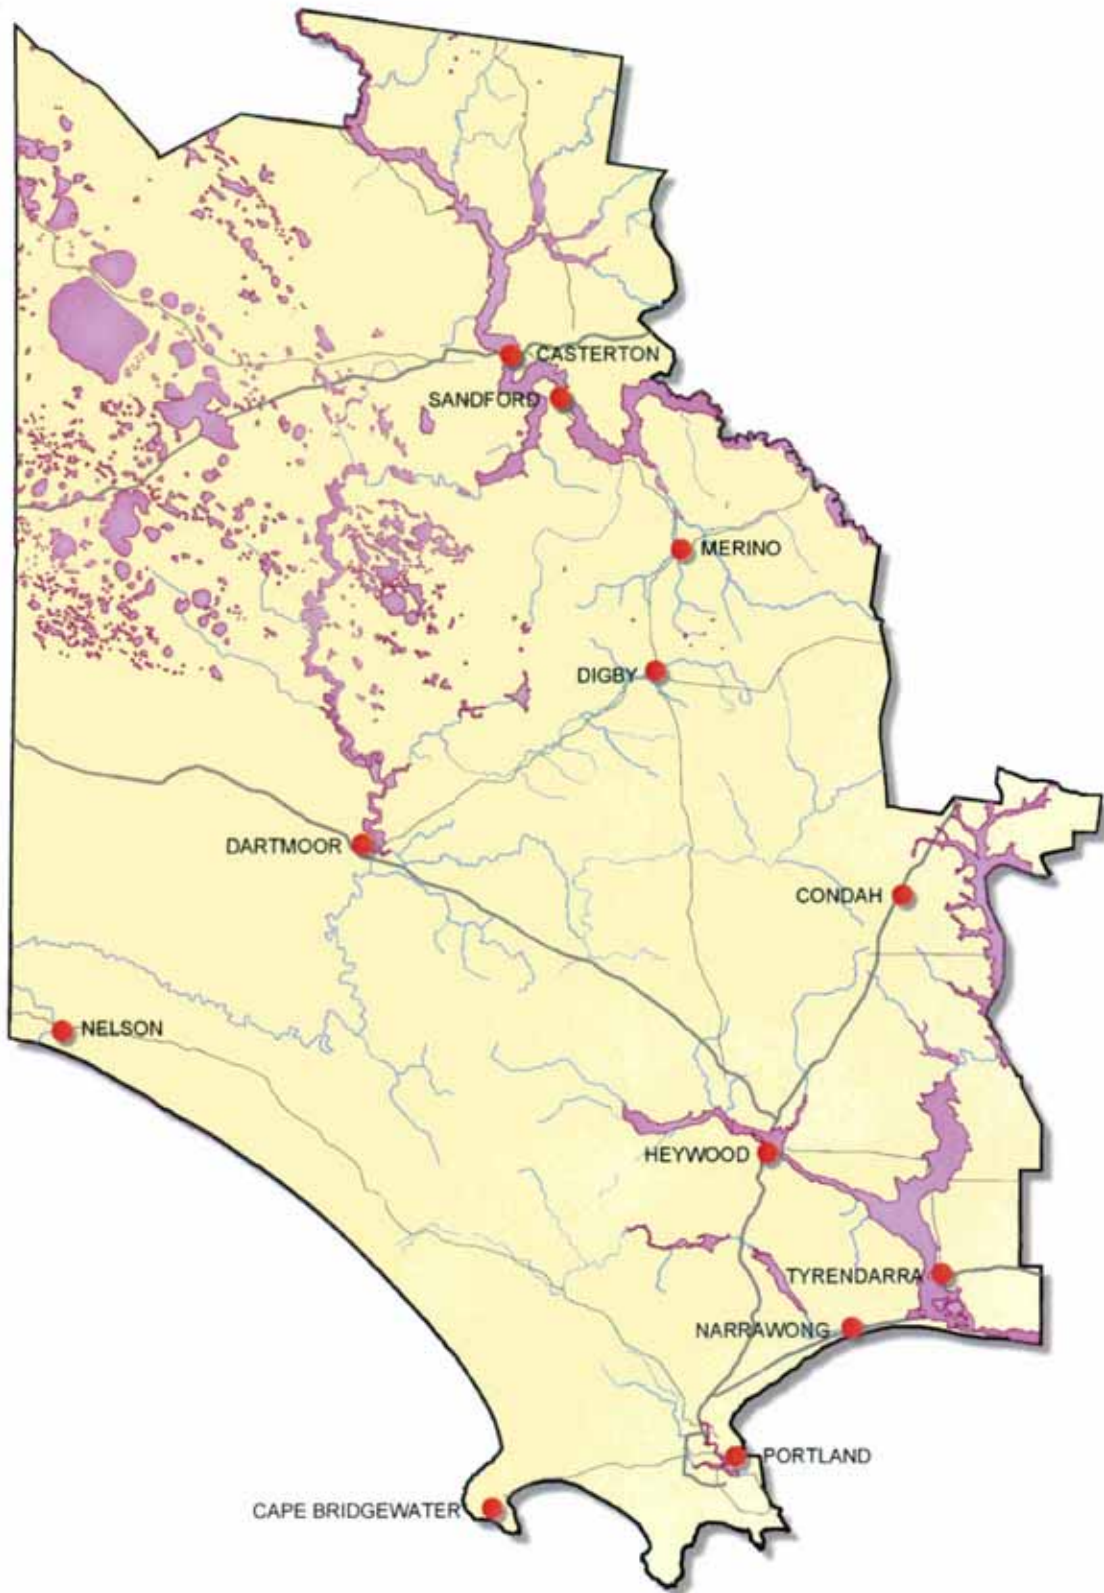 CASTERTON
SANDFORD
MERINO
DIGBY
DARTMOOR
CONDAH
NELSON
HEYWOOD
TYRENDARRA
NARRAWONG
PORTLAND
CAPE BRIDGEWATER